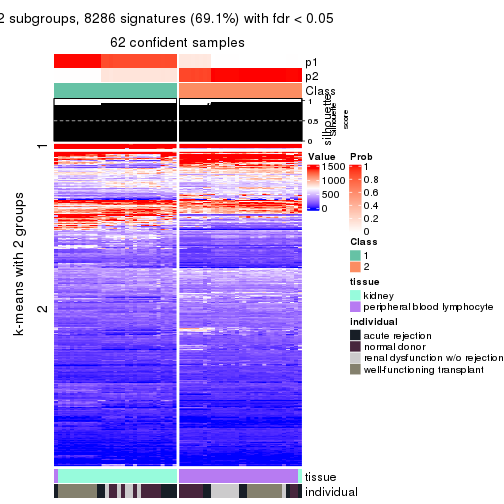 2 subgroups, 8286 signatures (69.1%) with fdr < 0.05
62 confident samples
p1
p2
Class
1
0.5
0
silhouette
Silhouette
score
1
2
k-means with 2 groups
Value
1500
1000
500
0
Prob
1
0.8
0.6
0.4
0.2
0
Class
1
2
tissue
kidney
peripheral blood lymphocyte
individual
acute rejection
normal donor
renal dysfunction w/o rejection
well-functioning transplant
tissue
individual